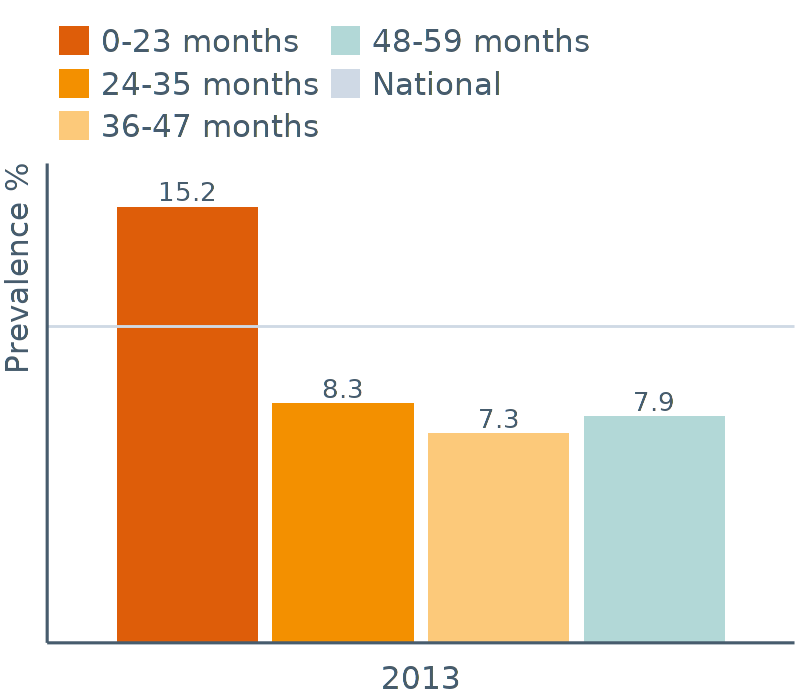 0-23 months
24-35 months
36-47 months
48-59 months
National
Prevalence %
15.2
8.3
7.3
7.9
2013